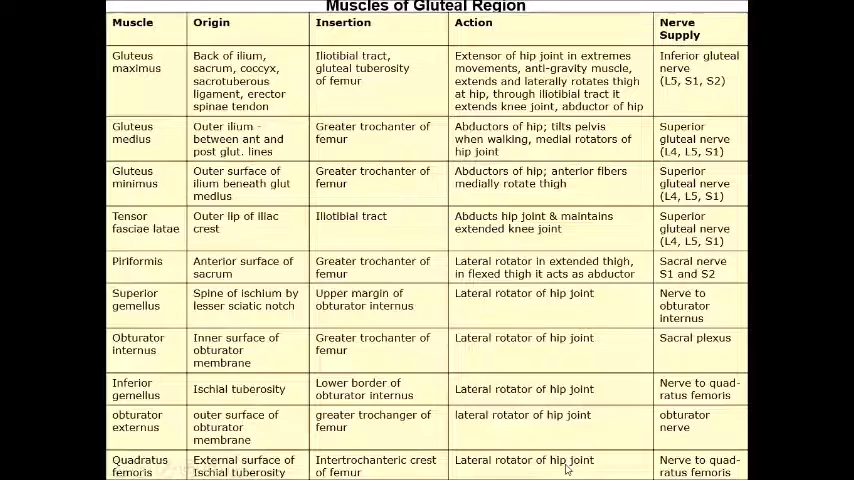 Muscles of Gluteal Region
Muscle Origin Insertion Action Nerve Supply
Gluteus maximus
Back of ilium, sacrum, coccyx, sacrotuberous ligament, erector spinae tendon
Iliotibial tract, gluteal tuberosity of femur
Extensor of hip joint in extremes movements, anti-gravity muscle, extends and laterally rotates thigh at hip, through iliotibial tract it extends knee joint, abductor of hip
Inferior gluteal nerve (L5, S1, S2)
Gluteus medius
Outer ilium - between ant and post glut. lines
Greater trochanter of femur
Abductors of hip; tilts pelvis when walking, medial rotators of hip joint
Superior gluteal nerve (L4, L5, S1)
Gluteus minimus
Outer surface of ilium beneath glut medius
Greater trochanter of femur
Abductors of hip; anterior fibers medially rotate thigh
Superior gluteal nerve (L4, L5, S1)
Tensor fasciae latae
Outer lip of iliac crest
Iliotibial tract
Abducts hip joint & maintains extended knee joint
Superior gluteal nerve (L4, L5, S1)
Piriformis
Anterior surface of sacrum
Greater trochanter of femur
Lateral rotator in extended thigh, in flexed thigh it acts as abductor
Sacral nerve S1 and S2
Superior gemellus
Spine of ischium by lesser sciatic notch
Upper margin of obturator internus
Lateral rotator of hip joint
Nerve to obturator internus
Obturator internus
Inner surface of obturator membrane
Greater trochanter of femur
Lateral rotator of hip joint
Sacral plexus
Inferior gemellus
Ischial tuberosity
Lower border of obturator internus
Lateral rotator of hip joint
Nerve to quad-ratus femoris
obturator externus
outer surface of obturator membrane
greater trochanger of femur
lateral rotator of hip joint
obturator nerve
Quadratus femoris
External surface of Ischial tuberosity
Intertrochanteric crest of femur
Lateral rotator of hip joint
Nerve to quad-ratus femoris